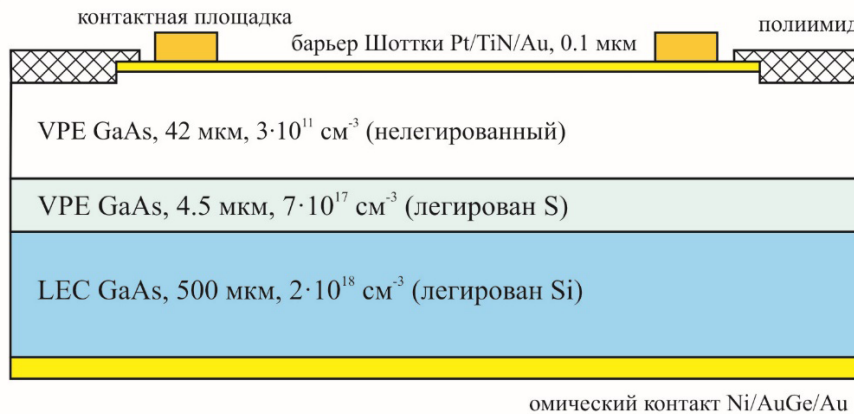 контактная площадка
барьер Шоттки Pt/TiN/Au, 0.1 мкм
полиимид
VPE GaAs, 42 мкм, 3·10¹¹ см⁻³ (нелегированный)
VPE GaAs, 4.5 мкм, 7·10¹⁷ см⁻³ (легирован S)
LEC GaAs, 500 мкм, 2·10¹⁸ см⁻³ (легирован Si)
омический контакт Ni/AuGe/Au